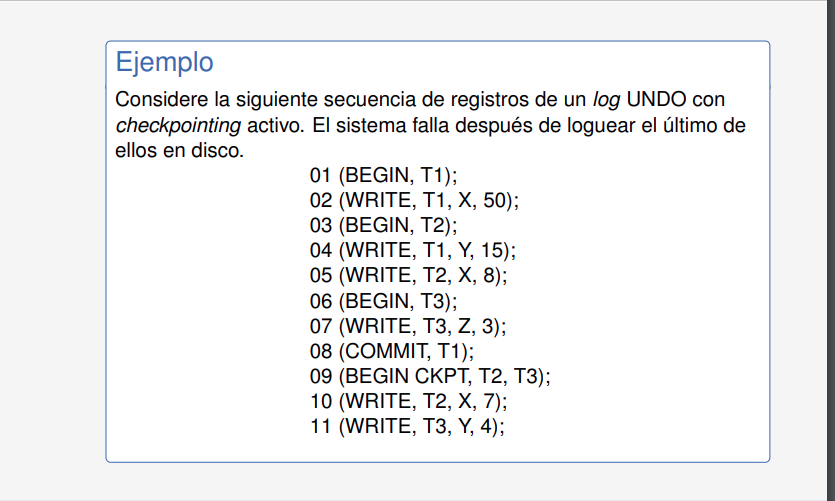 Ejemplo
Considere la siguiente secuencia de registros de un log UNDO con
checkpointing activo. El sistema falla después de loguear el último de
ellos en disco.
01 (BEGIN, T1);
02 (WRITE, T1, X, 50);
03 (BEGIN, T2);
04 (WRITE, T1, Y, 15);
05 (WRITE, T2, X, 8);
06 (BEGIN, T3);
07 (WRITE, T3, Z, 3);
08 (COMMIT, T1);
09 (BEGIN CKPT, T2, T3);
10 (WRITE, T2, X, 7);
11 (WRITE, T3, Y, 4);